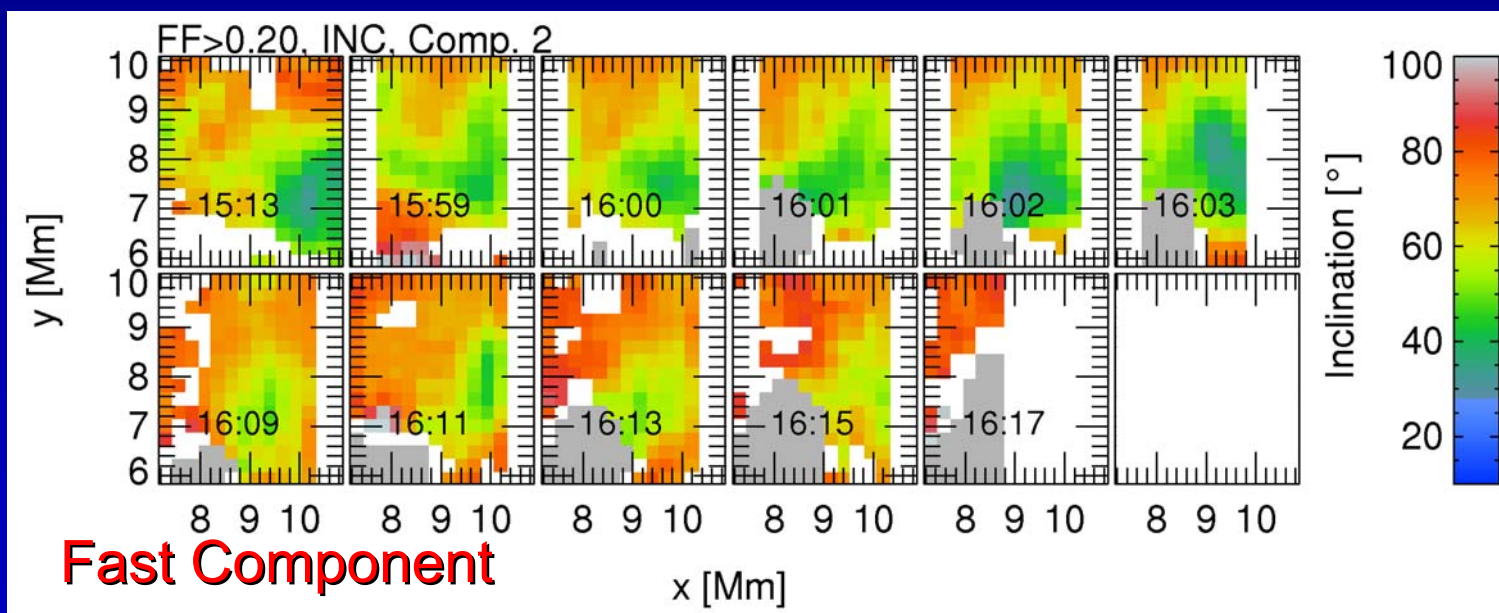 FF>0.20, INC, Comp. 2
10 9 8 7 6
15:13 15:59 16:00 16:01 16:02 16:03
10 9 8 7 6
16:09 16:11 16:13 16:15 16:17
8 9 10 8 9 10 8 9 10 8 9 10 8 9 10 8 9 10
y [Mm]
x [Mm]
100
80
60
40
20
Inclination [°]
Fast Component